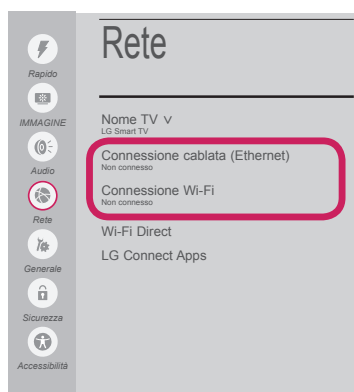 Rete
Rapido
IMMAGINE
Audio
Rete
Generale
Sicurezza
Accessibilità
Nome TV ∨
LG Smart TV
Connessione cablata (Ethernet)
Non connesso
Connessione Wi-Fi
Non connesso
Wi-Fi Direct
LG Connect Apps